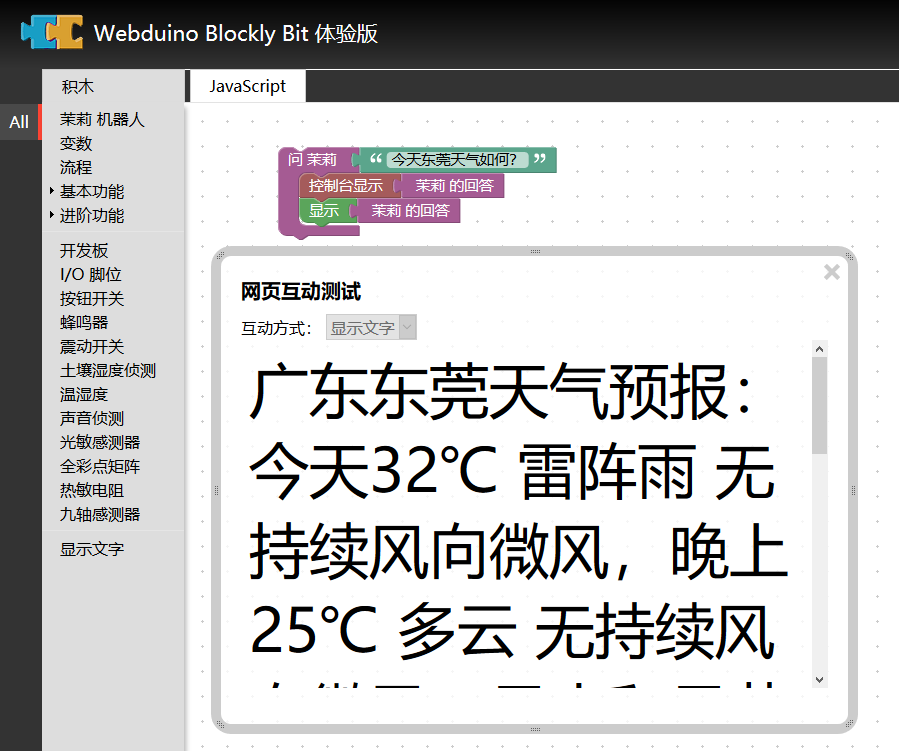 Webduino Blockly Bit 体验版
积木
JavaScript
All
茉莉 机器人
变数
流程
基本功能
进阶功能
开发板
I/O 脚位
按钮开关
蜂鸣器
震动开关
土壤湿度侦测
温湿度
声音侦测
光敏感测器
全彩点矩阵
热敏电阻
九轴感测器
显示文字
问 茉莉 “ 今天东莞天气如何? ”
控制台显示 茉莉 的回答
显示 茉莉 的回答
网页互动测试
互动方式： 显示文字
广东东莞天气预报：
今天32℃ 雷阵雨 无
持续风向微风，晚上
25℃ 多云 无持续风